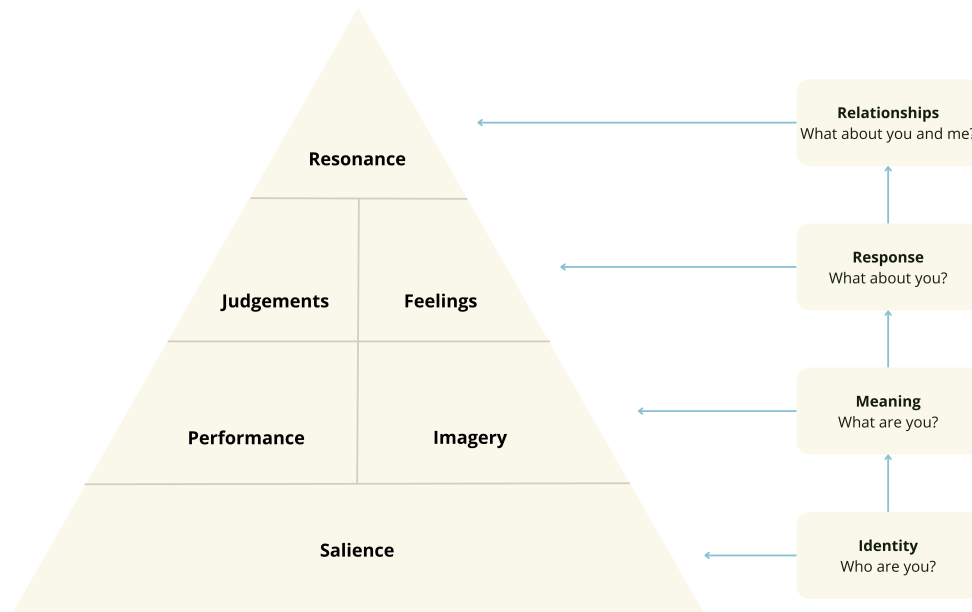 Resonance
Relationships
What about you and me?
Judgements
Feelings
Response
What about you?
Performance
Imagery
Meaning
What are you?
Salience
Identity
Who are you?